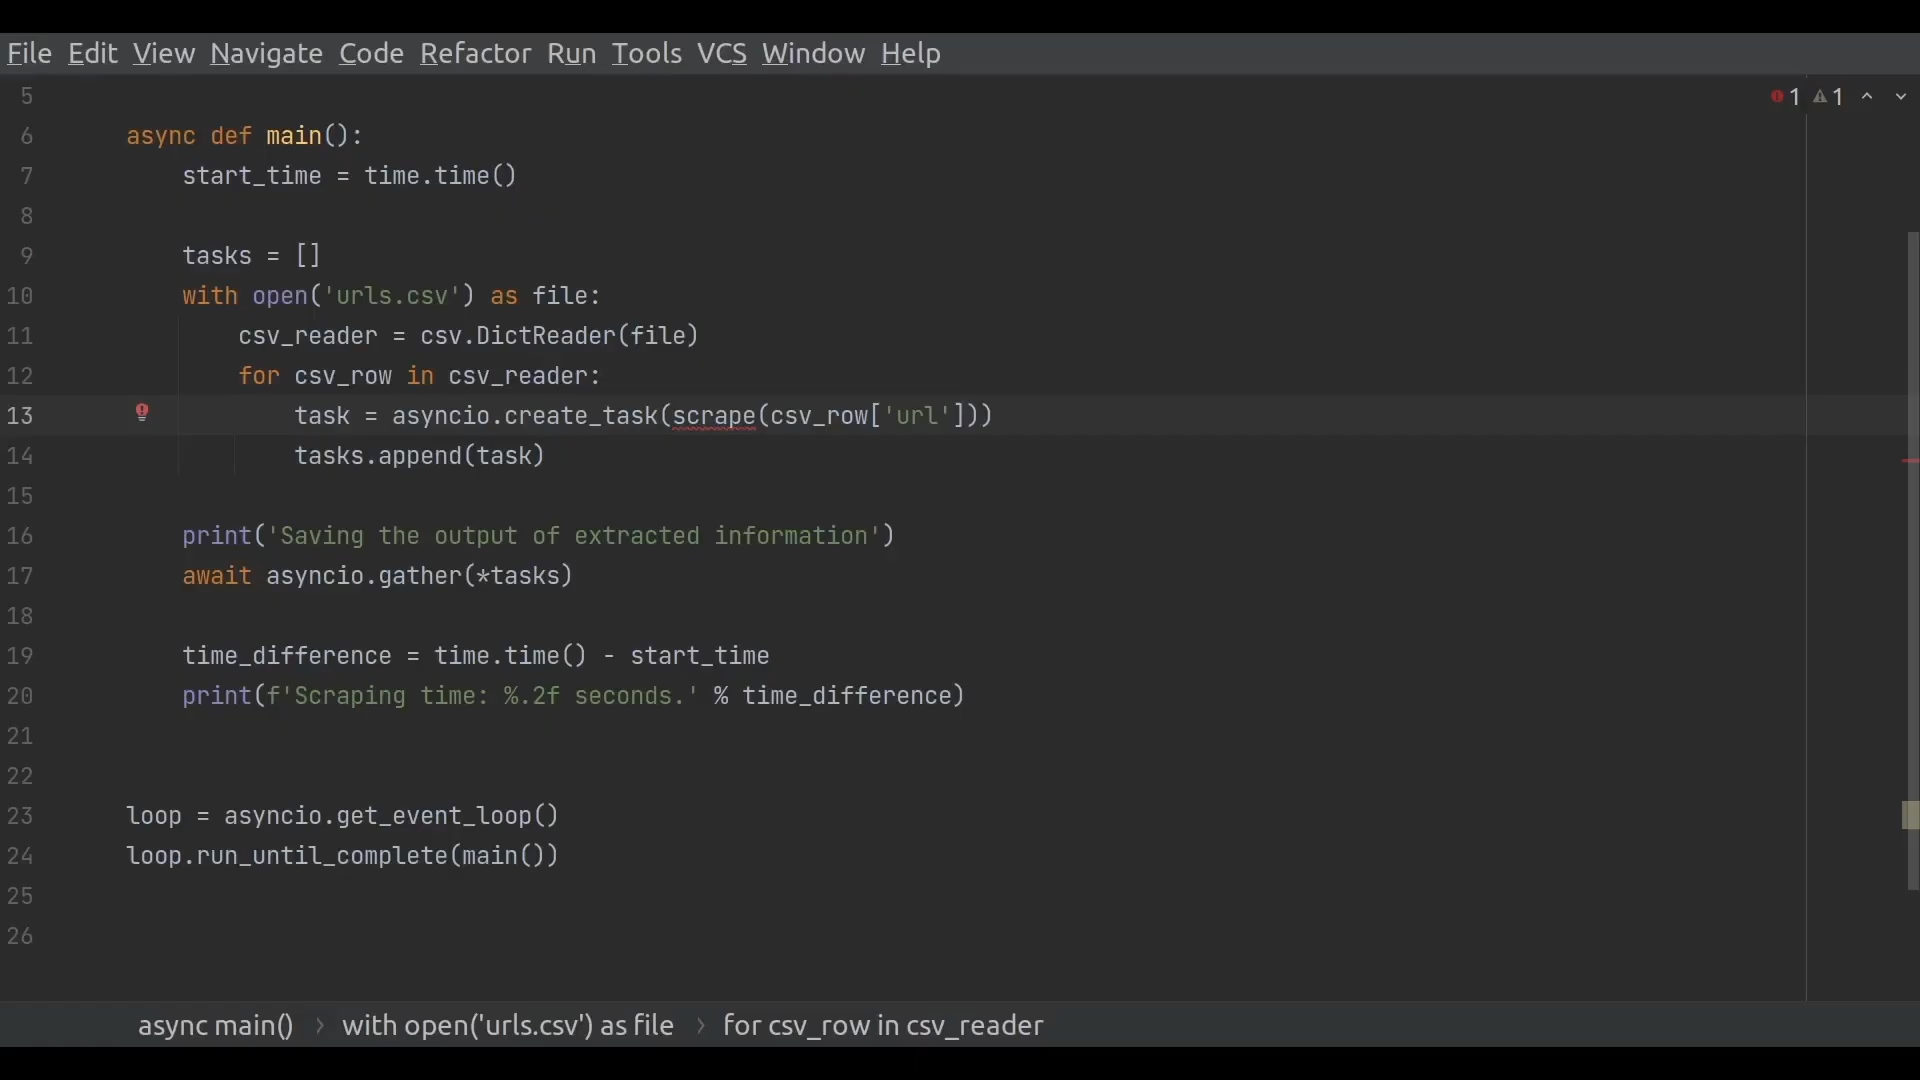 File Edit View Navigate Code Refactor Run Tools VCS Window Help
5
1 1
6 async def main():
7 start_time = time.time()
8
9 tasks = []
10 with open('urls.csv') as file:
11 csv_reader = csv.DictReader(file)
12 for csv_row in csv_reader:
13 task = asyncio.create_task(scrape(csv_row['url']))
14 tasks.append(task)
15
16 print('Saving the output of extracted information')
17 await asyncio.gather(*tasks)
18
19 time_difference = time.time() - start_time
20 print(f'Scraping time: %.2f seconds.' % time_difference)
21
22
23 loop = asyncio.get_event_loop()
24 loop.run_until_complete(main())
25
26
async main() › with open('urls.csv') as file › for csv_row in csv_reader